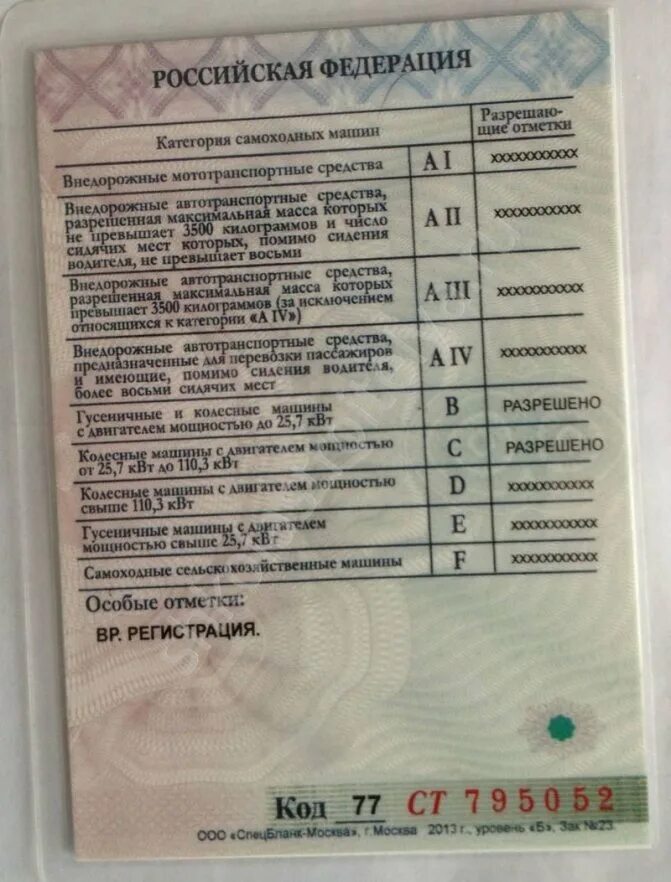 РОССИЙСКАЯ ФЕДЕРАЦИЯ
Категория самоходных машин
Разрешаю-
щие отметки
Внедорожные мототранспортные средства
A I
xxxxxxxxxxx
Внедорожные автотранспортные средства,
разрешенная максимальная масса которых
не превышает 3500 килограммов и число
сидячих мест которых, помимо сидения
водителя, не превышает восьми
A II
xxxxxxxxxxx
Внедорожные автотранспортные средства,
разрешенная максимальная масса которых
превышает 3500 килограммов (за исключением
относящихся к категории «A IV»)
A III
xxxxxxxxxxx
Внедорожные автотранспортные средства,
предназначенные для перевозки пассажиров
и имеющие, помимо сидения водителя,
более восьми сидячих мест
A IV
xxxxxxxxxxx
Гусеничные и колесные машины
с двигателем мощностью до 25,7 кВт
B
РАЗРЕШЕНО
Колесные машины с двигателем мощностью
от 25,7 кВт до 110,3 кВт
C
РАЗРЕШЕНО
Колесные машины с двигателем мощностью
свыше 110,3 кВт
D
xxxxxxxxxxx
Гусеничные машины с двигателем
мощностью свыше 25,7 кВт
E
xxxxxxxxxxx
Самоходные сельскохозяйственные машины
F
xxxxxxxxxxx
Особые отметки:
ВР. РЕГИСТРАЦИЯ.
Код 77 СТ 795052
ООО «СпецБланк-Москва», г. Москва 2013 г., уровень «Б», Зак №23.